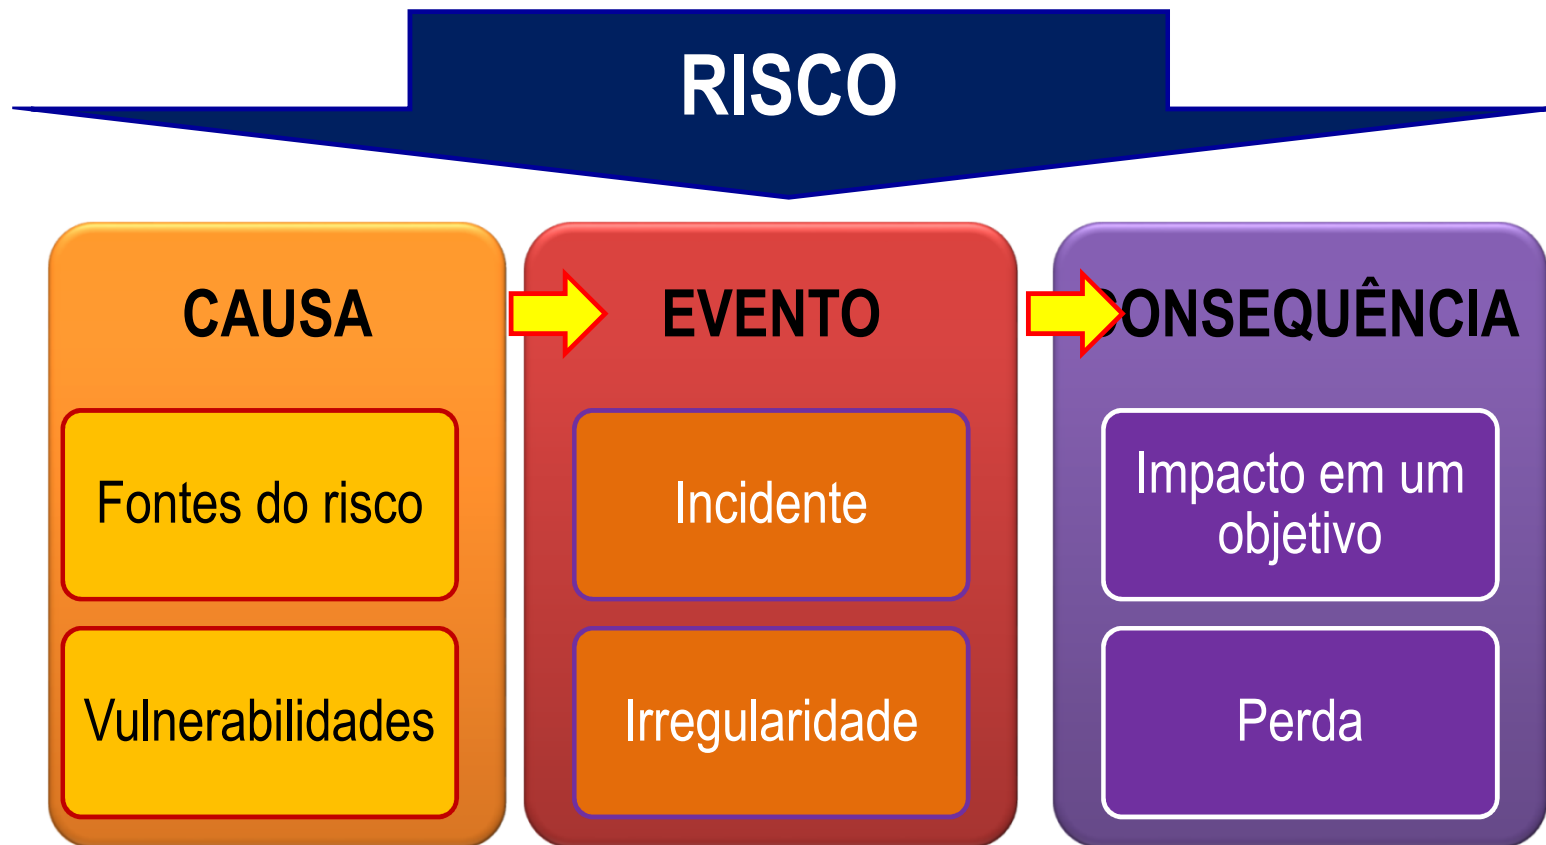 RISCO
CAUSA
Fontes do risco
Vulnerabilidades
EVENTO
Incidente
Irregularidade
CONSEQUÊNCIA
Impacto em um
objetivo
Perda